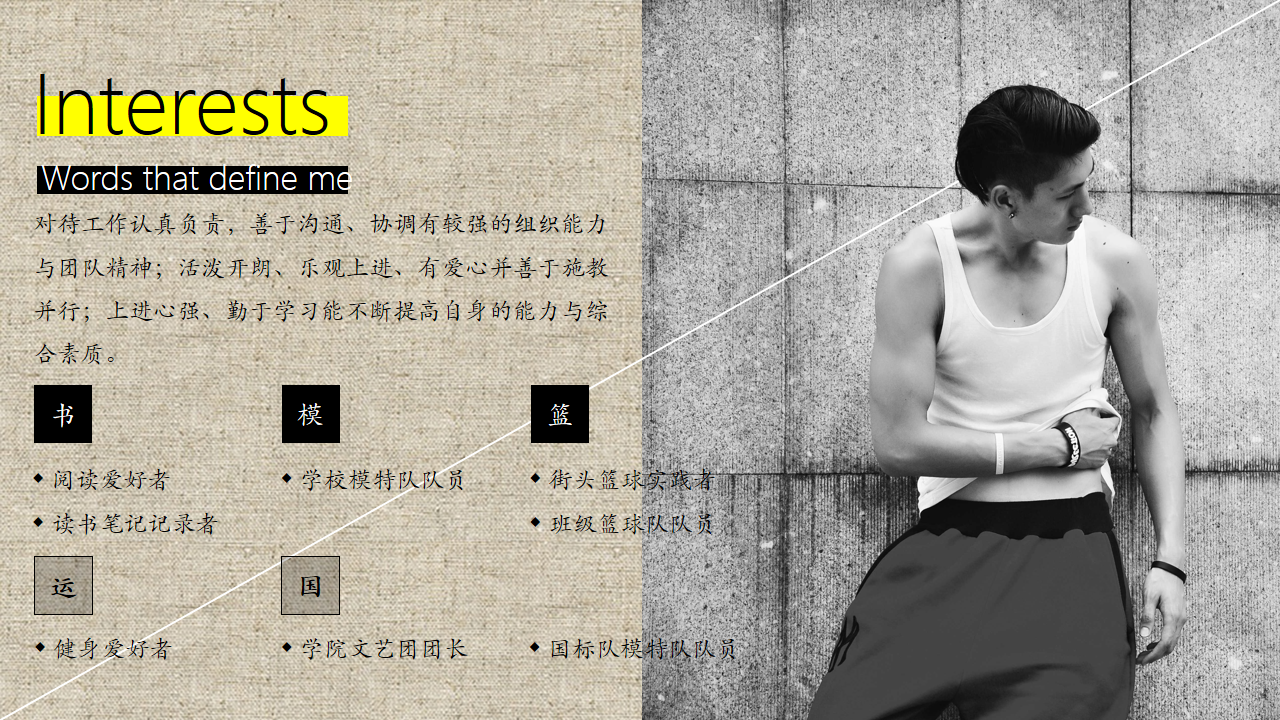 Interests
Words that define me
对待工作认真负责，善于沟通、协调有较强的组织能力
与团队精神；活泼开朗、乐观上进、有爱心并善于施教
并行；上进心强、勤于学习能不断提高自身的能力与综
合素质。
书
模
篮
阅读爱好者
学校模特队队员
街头篮球实践者
读书笔记记录者
班级篮球队队员
运
国
健身爱好者
学院文艺团团长
国标队模特队队员